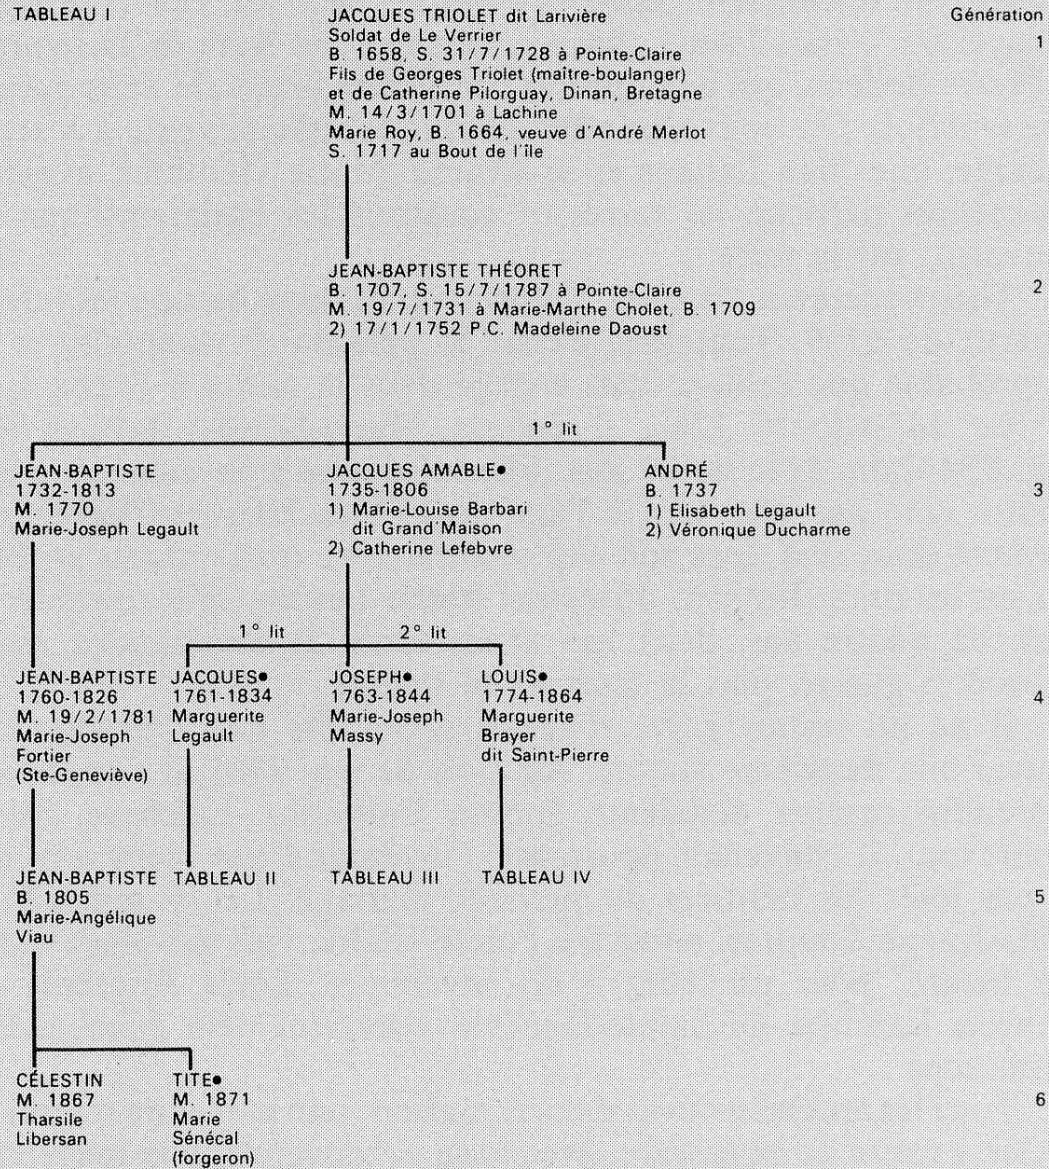 TABLEAU I
Génération
JACQUES TRIOLET dit Larivière
Soldat de Le Verrier
B. 1658, S. 31/7/1728 à Pointe-Claire
Fils de Georges Triolet (maître-boulanger)
et de Catherine Pilorguay, Dinan, Bretagne
M. 14/3/1701 à Lachine
Marie Roy, B. 1664, veuve d'André Merlot
S. 1717 au Bout de l'île
1
JEAN-BAPTISTE THÉORET
B. 1707, S. 15/7/1787 à Pointe-Claire
M. 19/7/1731 à Marie-Marthe Cholet, B. 1709
2) 17/1/1752 P.C. Madeleine Daoust
2
1° lit
JEAN-BAPTISTE
1732-1813
M. 1770
Marie-Joseph Legault
JACQUES AMABLE●
1735-1806
1) Marie-Louise Barbari
dit Grand'Maison
2) Catherine Lefebvre
ANDRÉ
B. 1737
1) Elisabeth Legault
2) Véronique Ducharme
3
1° lit
2° lit
JEAN-BAPTISTE
1760-1826
M. 19/2/1781
Marie-Joseph
Fortier
(Ste-Geneviève)
JACQUES●
1761-1834
Marguerite
Legault
JOSEPH●
1763-1844
Marie-Joseph
Massy
LOUIS●
1774-1864
Marguerite
Brayer
dit Saint-Pierre
4
JEAN-BAPTISTE
B. 1805
Marie-Angélique
Viau
TABLEAU II
TABLEAU III
TABLEAU IV
5
CÉLESTIN
M. 1867
Tharsile
Libersan
TITE●
M. 1871
Marie
Sénécal
(forgeron)
6